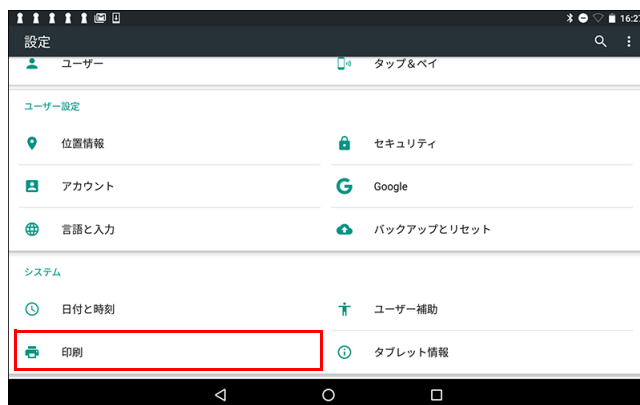 16:27
設定
ユーザー
タップ＆ペイ
ユーザー設定
位置情報
セキュリティ
アカウント
Google
言語と入力
バックアップとリセット
システム
日付と時刻
ユーザー補助
印刷
タブレット情報